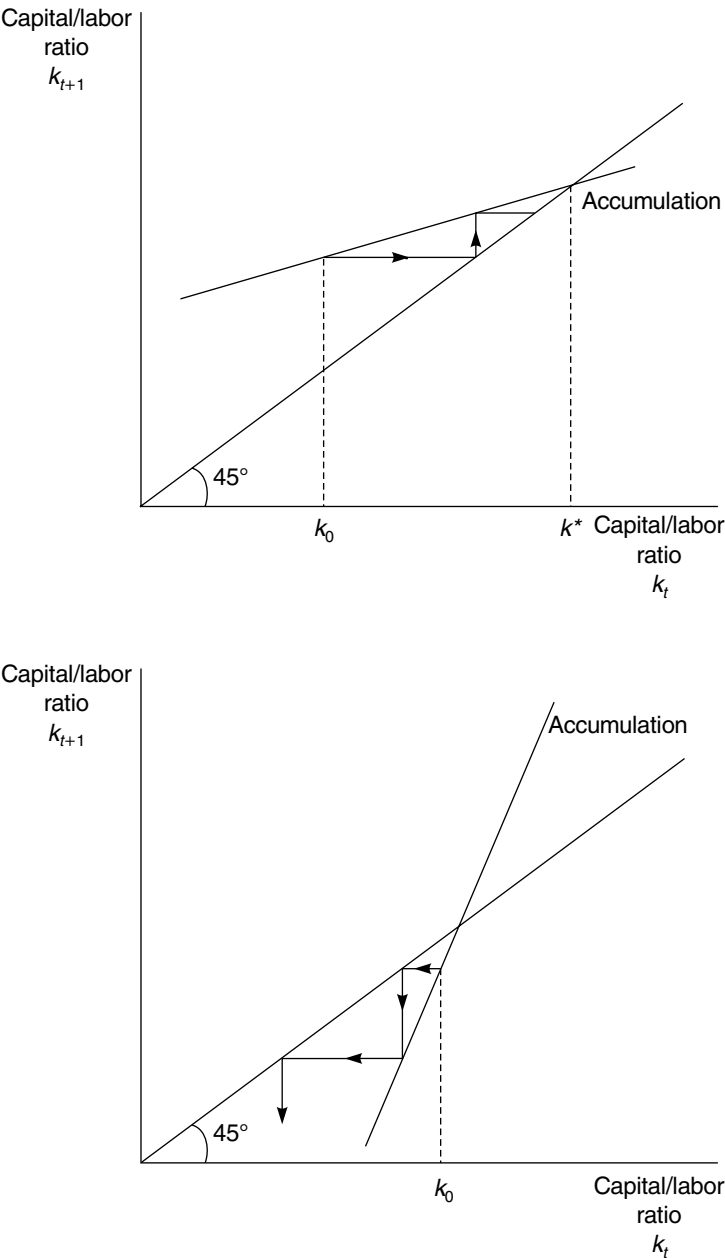 Capital/labor
ratio
k_{t+1}
Accumulation
45°
k_0
k* Capital/labor
ratio
k_t
Capital/labor
ratio
k_{t+1}
Accumulation
45°
k_0
Capital/labor
ratio
k_t